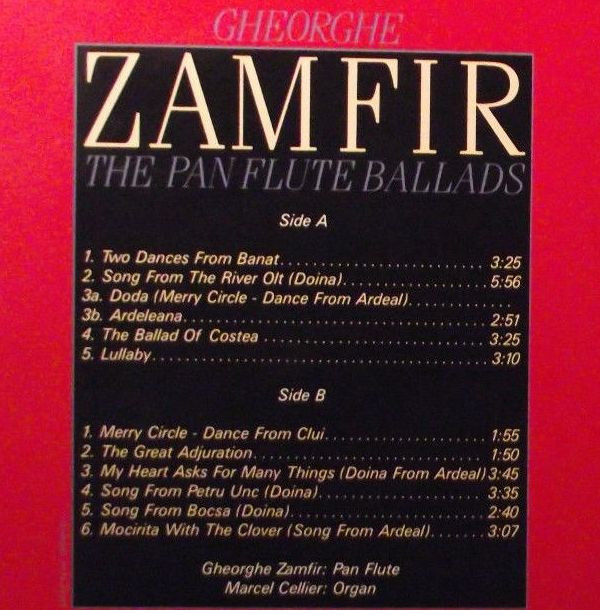 GHEORGHE
ZAMFIR
THE PAN FLUTE BALLADS
Side A
1. Two Dances From Banat........................ 3:25
2. Song From The River Olt (Doina)................ 5:56
3a. Doda (Merry Circle - Dance From Ardeal).............
3b. Ardeleana.................................. 2:51
4. The Ballad Of Costea .......................... 3:25
5. Lullaby...................................... 3:10
Side B
1. Merry Circle - Dance From Clui................... 1:55
2. The Great Adjuration.......................... 1:50
3. My Heart Asks For Many Things (Doina From Ardeal) 3:45
4. Song From Petru Unc (Doina).................... 3:35
5. Song From Bocsa (Doina)....................... 2:40
6. Mocirita With The Clover (Song From Ardeal)....... 3:07
Gheorghe Zamfir: Pan Flute
Marcel Cellier: Organ